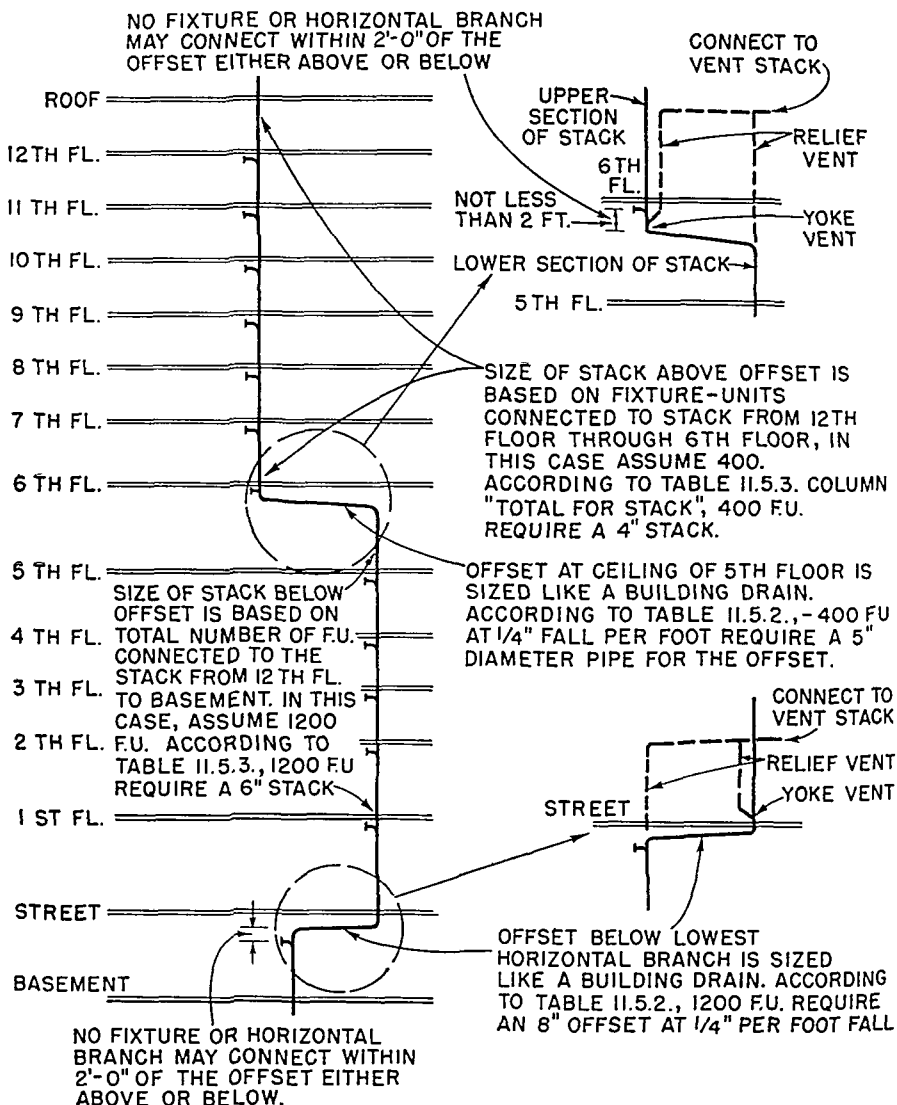 NO FIXTURE OR HORIZONTAL BRANCH
MAY CONNECT WITHIN 2'-0" OF THE
OFFSET EITHER ABOVE OR BELOW
CONNECT TO
VENT STACK
UPPER
SECTION
OF STACK
RELIEF
VENT
6TH
FL.
NOT LESS
THAN 2 FT.
YOKE
VENT
LOWER SECTION OF STACK
5TH FL.
ROOF
12TH FL.
11 TH FL.
10TH FL.
9 TH FL.
8 TH FL.
7 TH FL.
6 TH FL.
5 TH FL.
4 TH FL.
3 TH FL.
2 TH FL.
1 ST FL.
STREET
BASEMENT
SIZE OF STACK ABOVE OFFSET IS
BASED ON FIXTURE-UNITS
CONNECTED TO STACK FROM 12TH
FLOOR THROUGH 6TH FLOOR, IN
THIS CASE ASSUME 400.
ACCORDING TO TABLE 11.5.3. COLUMN
"TOTAL FOR STACK", 400 F.U.
REQUIRE A 4" STACK.
OFFSET AT CEILING OF 5TH FLOOR IS
SIZED LIKE A BUILDING DRAIN.
ACCORDING TO TABLE 11.5.2.,-400 FU
AT 1/4" FALL PER FOOT REQUIRE A 5"
DIAMETER PIPE FOR THE OFFSET.
SIZE OF STACK BELOW
OFFSET IS BASED ON
TOTAL NUMBER OF F.U.
CONNECTED TO THE
STACK FROM 12 TH FL.
TO BASEMENT. IN THIS
CASE, ASSUME 1200
F.U. ACCORDING TO
TABLE 11.5.3., 1200 F.U
REQUIRE A 6" STACK
CONNECT TO
VENT STACK
RELIEF VENT
YOKE VENT
STREET
OFFSET BELOW LOWEST
HORIZONTAL BRANCH IS SIZED
LIKE A BUILDING DRAIN. ACCORDING
TO TABLE 11.5.2., 1200 F.U. REQUIRE
AN 8" OFFSET AT 1/4" PER FOOT FALL
NO FIXTURE OR HORIZONTAL
BRANCH MAY CONNECT WITHIN
2'-0" OF THE OFFSET EITHER
ABOVE OR BELOW.